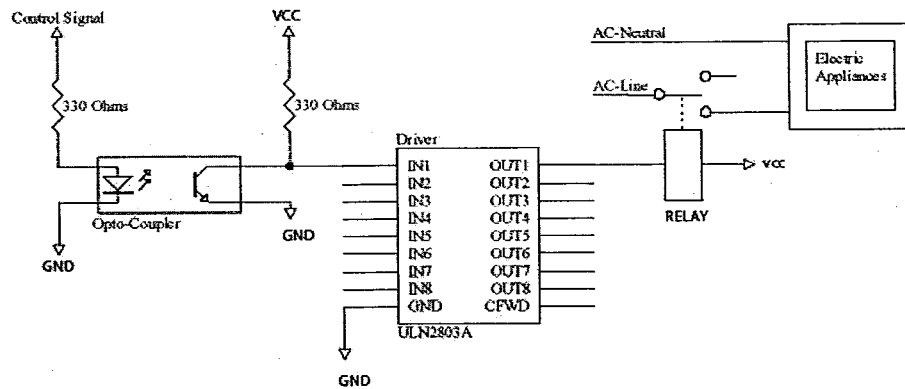 Control Signal
VCC
330 Ohms
330 Ohms
AC-Neutral
AC-Line
Electric
Appliances
Driver
IN1
IN2
IN3
IN4
IN5
IN6
IN7
IN8
GND
OUT1
OUT2
OUT3
OUT4
OUT5
OUT6
OUT7
OUT8
CFWD
ULN2803A
Opto-Coupler
GND
GND
GND
RELAY
VCC